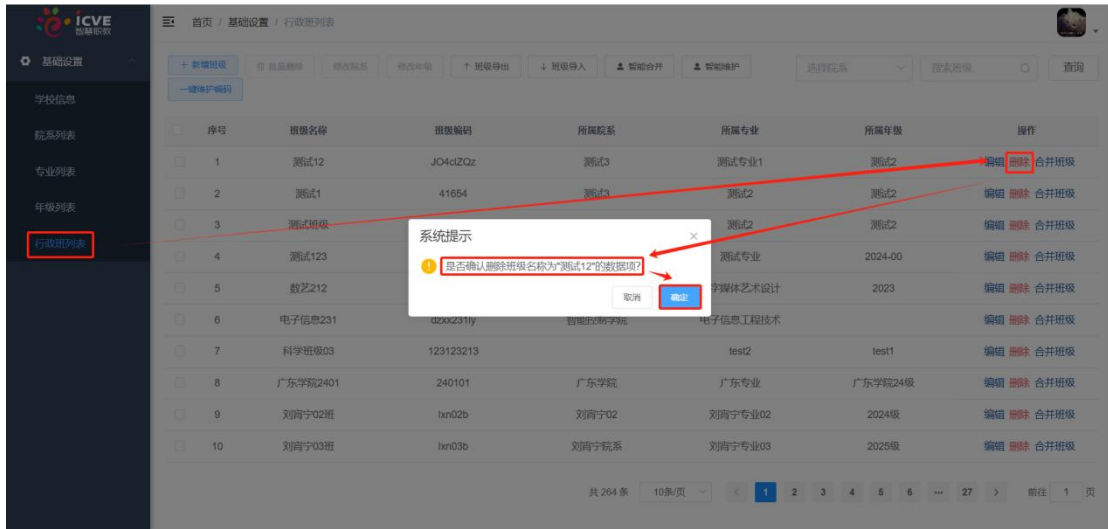 icve
智慧职教
首页 / 基础设置 / 行政班列表
基础设置
学校信息
院系列表
专业列表
年级列表
行政班列表
+ 新增班级 批量删除 修改院系 修改年级 ↑ 班级导出 ↓ 班级导入 智能合并 智能维护 选择院系 搜索班级 查询
一键维护编码
序号 班级名称 班级编码 所属院系 所属专业 所属年级 操作
1 测试12 JO4clZQz 测试3 测试专业1 测试2 编辑 删除 合并班级
2 测试1 41654 测试3 测试2 测试2 编辑 删除 合并班级
3 测试班级 测试2 测试2 编辑 删除 合并班级
4 测试123 测试专业 2024-00 编辑 删除 合并班级
5 数艺212 字媒体艺术设计 2023 编辑 删除 合并班级
6 电子信息231 dzxx231ly 智能控制学院 电子信息工程技术 编辑 删除 合并班级
7 科学班级03 123123213 test2 test1 编辑 删除 合并班级
8 广东学院2401 240101 广东学院 广东专业 广东学院24级 编辑 删除 合并班级
9 刘肖宁02班 lxn02b 刘肖宁02 刘肖宁专业02 2024级 编辑 删除 合并班级
10 刘肖宁03班 lxn03b 刘肖宁院系 刘肖宁专业03 2025级 编辑 删除 合并班级
系统提示 ×
是否确认删除班级名称为"测试12"的数据项?
取消 确定
共 264 条 10条/页 < 1 2 3 4 5 6 ··· 27 > 前往 1 页